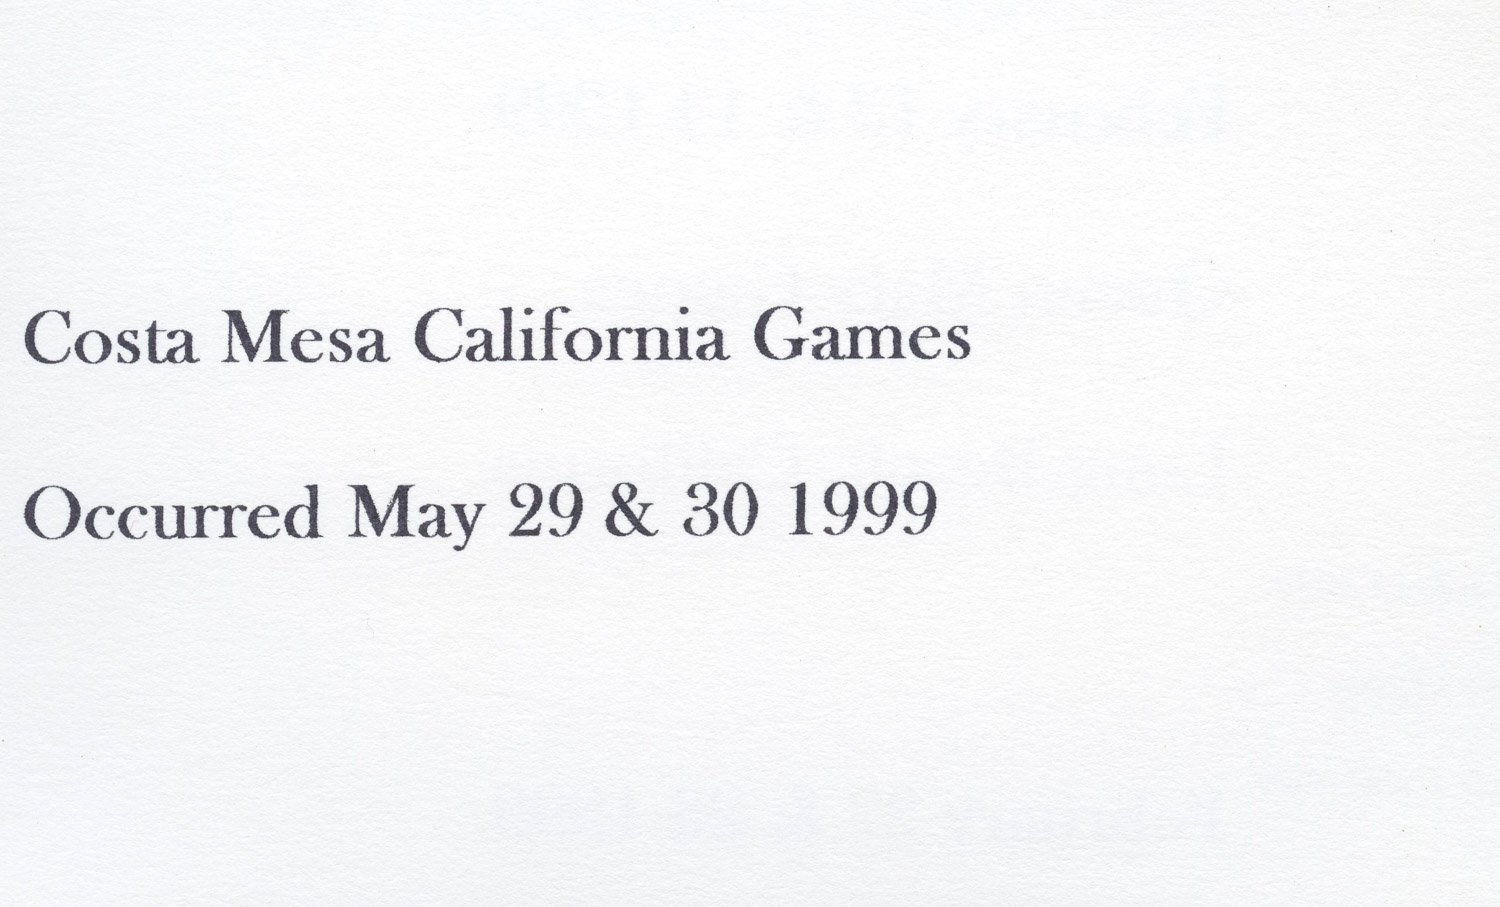 Costa Mesa California Games
Occurred May 29 & 30 1999